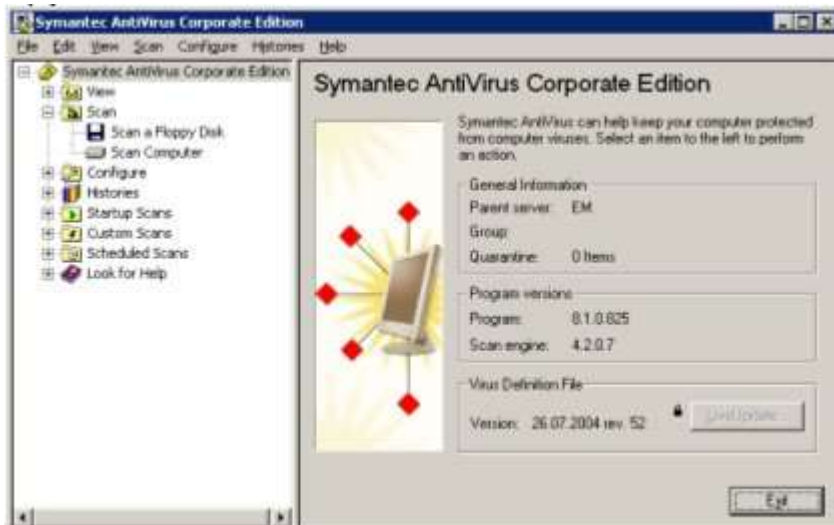 Symantec AntiVirus Corporate Edition
File Edit View Scan Configure Histories Help
Symantec AntiVirus Corporate Edition
View
Scan
Scan a Floppy Disk
Scan Computer
Configure
Histories
Startup Scans
Custom Scans
Scheduled Scans
Look for Help
Symantec AntiVirus Corporate Edition
Symantec AntiVirus can help keep your computer protected
from computer viruses. Select an item to the left to perform
an action.
General Information
Parent server: EM
Group:
Quarantine: 0 Items
Program versions
Program: 8.1.0.825
Scan engine: 4.2.0.7
Virus Definition File
Version: 26.07.2004 rev. 52
LiveUpdate
Exit